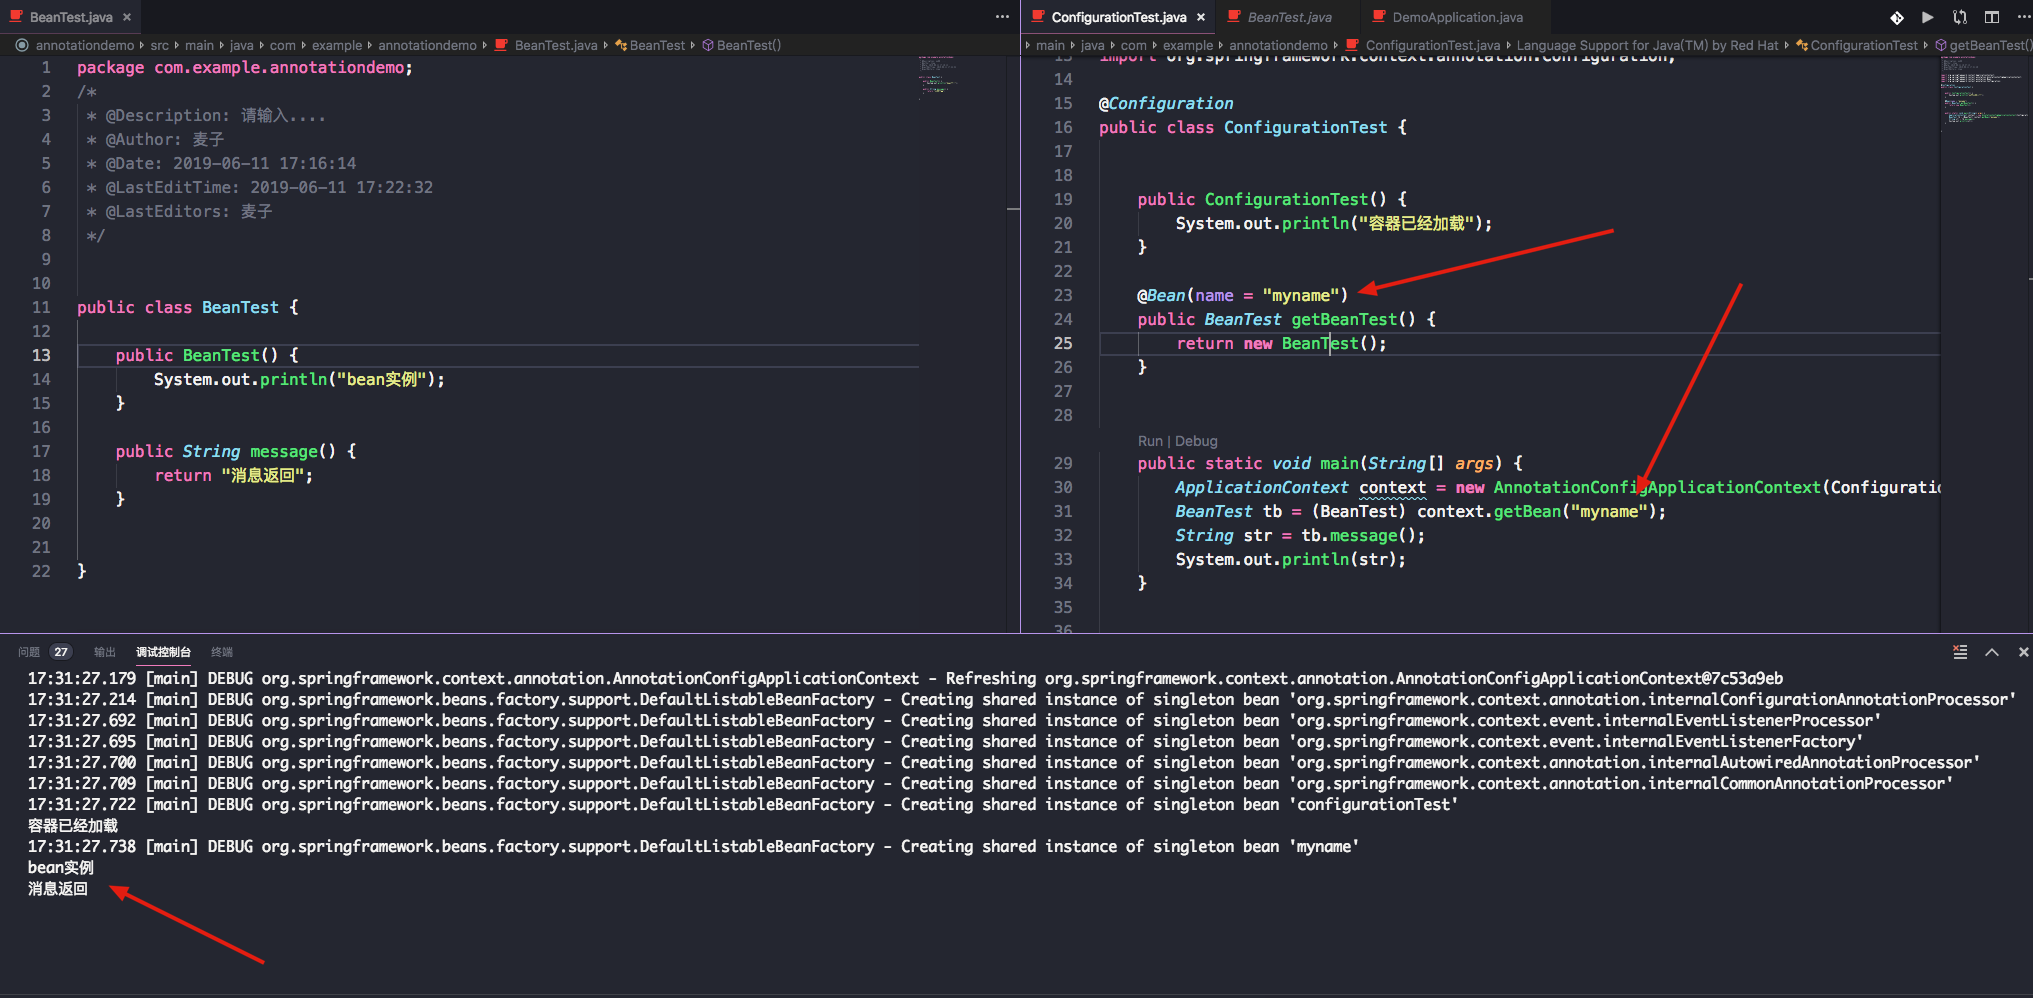 BeanTest.java
annotationdemo src main java com example annotationdemo BeanTest.java BeanTest BeanTest()
1 package com.example.annotationdemo;
2 /*
3 * @Description: 请输入....
4 * @Author: 麦子
5 * @Date: 2019-06-11 17:16:14
6 * @LastEditTime: 2019-06-11 17:22:32
7 * @LastEditors: 麦子
8 */
9
10
11 public class BeanTest {
12
13 public BeanTest() {
14 System.out.println("bean实例");
15 }
16
17 public String message() {
18 return "消息返回";
19 }
20
21
22 }
ConfigurationTest.java BeanTest.java DemoApplication.java
main java com example annotationdemo ConfigurationTest.java Language Support for Java(TM) by Red Hat ConfigurationTest getBeanTest()
13 import org.springframework.context.annotation.Configuration;
14
15 @Configuration
16 public class ConfigurationTest {
17
18
19 public ConfigurationTest() {
20 System.out.println("容器已经加载");
21 }
22
23 @Bean(name = "myname")
24 public BeanTest getBeanTest() {
25 return new BeanTest();
26 }
27
28
Run | Debug
29 public static void main(String[] args) {
30 ApplicationContext context = new AnnotationConfigApplicationContext(Configurati
31 BeanTest tb = (BeanTest) context.getBean("myname");
32 String str = tb.message();
33 System.out.println(str);
34 }
35
36
问题 27 输出 调试控制台 终端
17:31:27.179 [main] DEBUG org.springframework.context.annotation.AnnotationConfigApplicationContext - Refreshing org.springframework.context.annotation.AnnotationConfigApplicationContext@7c53a9eb
17:31:27.214 [main] DEBUG org.springframework.beans.factory.support.DefaultListableBeanFactory - Creating shared instance of singleton bean 'org.springframework.context.annotation.internalConfigurationAnnotationProcessor'
17:31:27.692 [main] DEBUG org.springframework.beans.factory.support.DefaultListableBeanFactory - Creating shared instance of singleton bean 'org.springframework.context.event.internalEventListenerProcessor'
17:31:27.695 [main] DEBUG org.springframework.beans.factory.support.DefaultListableBeanFactory - Creating shared instance of singleton bean 'org.springframework.context.event.internalEventListenerFactory'
17:31:27.700 [main] DEBUG org.springframework.beans.factory.support.DefaultListableBeanFactory - Creating shared instance of singleton bean 'org.springframework.context.annotation.internalAutowiredAnnotationProcessor'
17:31:27.709 [main] DEBUG org.springframework.beans.factory.support.DefaultListableBeanFactory - Creating shared instance of singleton bean 'org.springframework.context.annotation.internalCommonAnnotationProcessor'
17:31:27.722 [main] DEBUG org.springframework.beans.factory.support.DefaultListableBeanFactory - Creating shared instance of singleton bean 'configurationTest'
容器已经加载
17:31:27.738 [main] DEBUG org.springframework.beans.factory.support.DefaultListableBeanFactory - Creating shared instance of singleton bean 'myname'
bean实例
消息返回